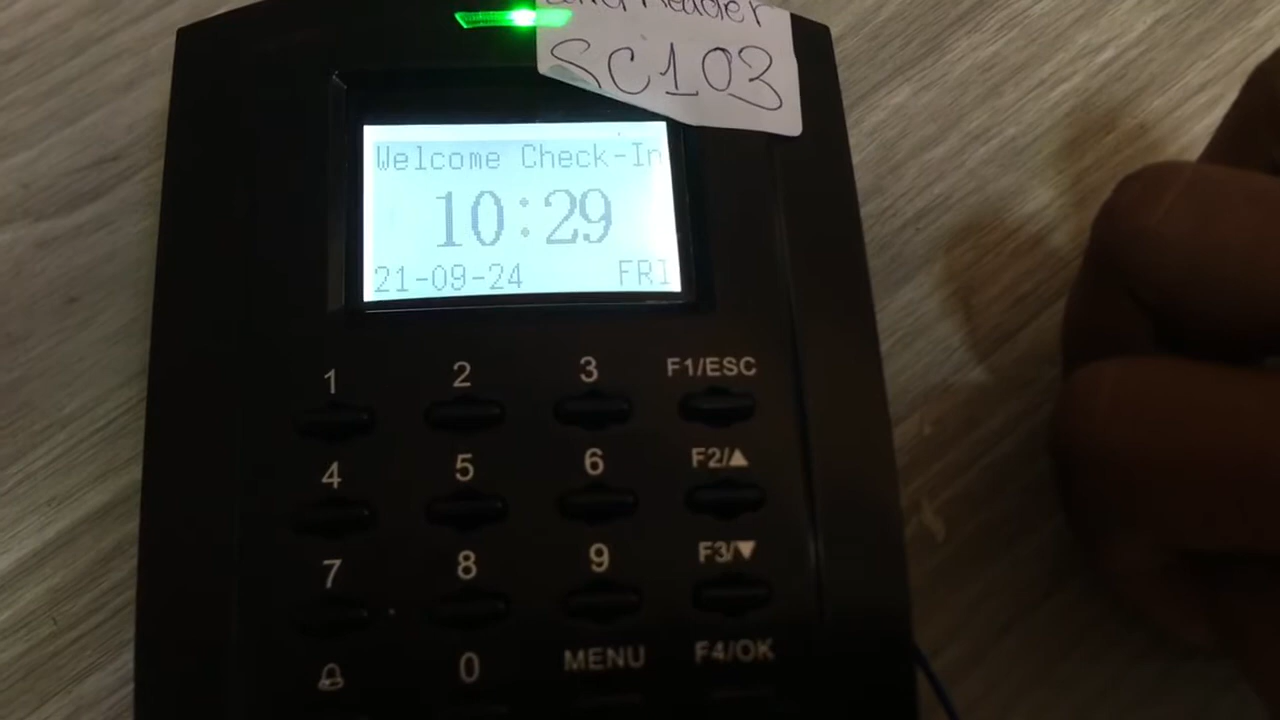 Reader
SC103
Welcome Check-In
10:29
21-09-24 FRI
1 2 3 F1/ESC
4 5 6 F2/▲
7 8 9 F3/▼
0 MENU F4/OK